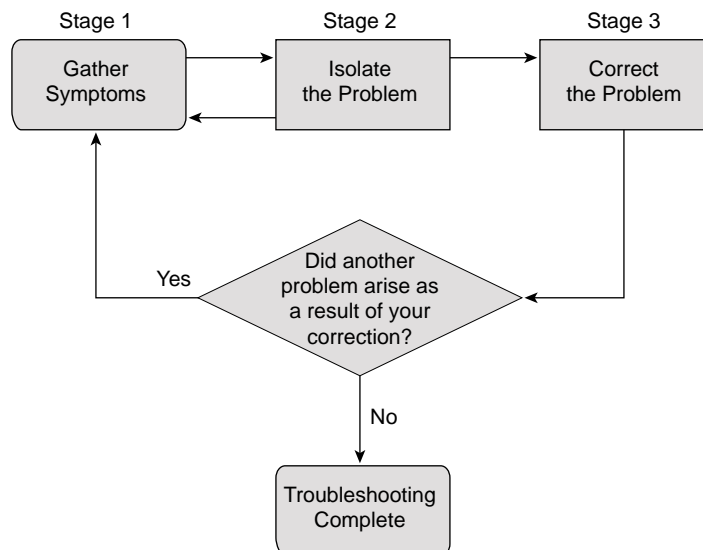 Stage 1
Stage 2
Stage 3
Gather
Symptoms
Isolate
the Problem
Correct
the Problem
Did another
problem arise as
a result of your
correction?
Yes
No
Troubleshooting
Complete